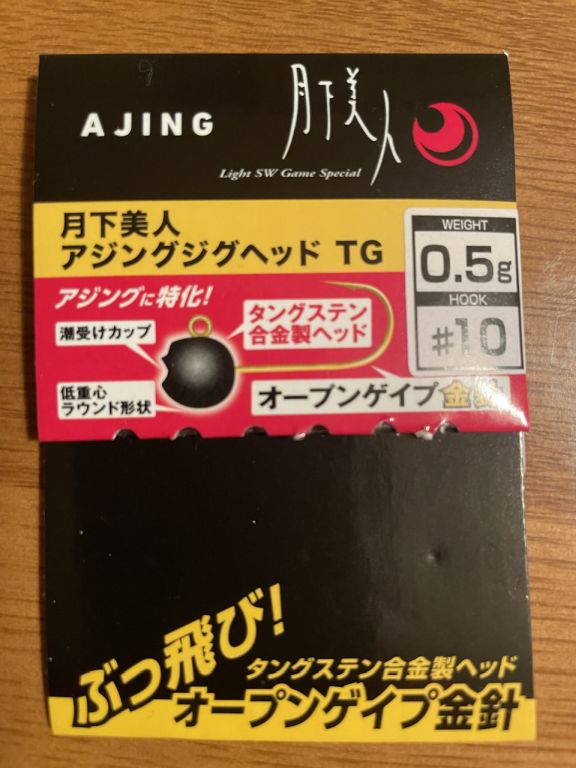 AJING
月下美人
Light SW Game Special
月下美人
アジングジグヘッド TG
WEIGHT
0.5g
HOOK
#10
アジングに特化!
潮受けカップ
タングステン
合金製ヘッド
低重心
ラウンド形状
オープンゲイプ金針
ぶっ飛び!
タングステン合金製ヘッド
オープンゲイプ金針